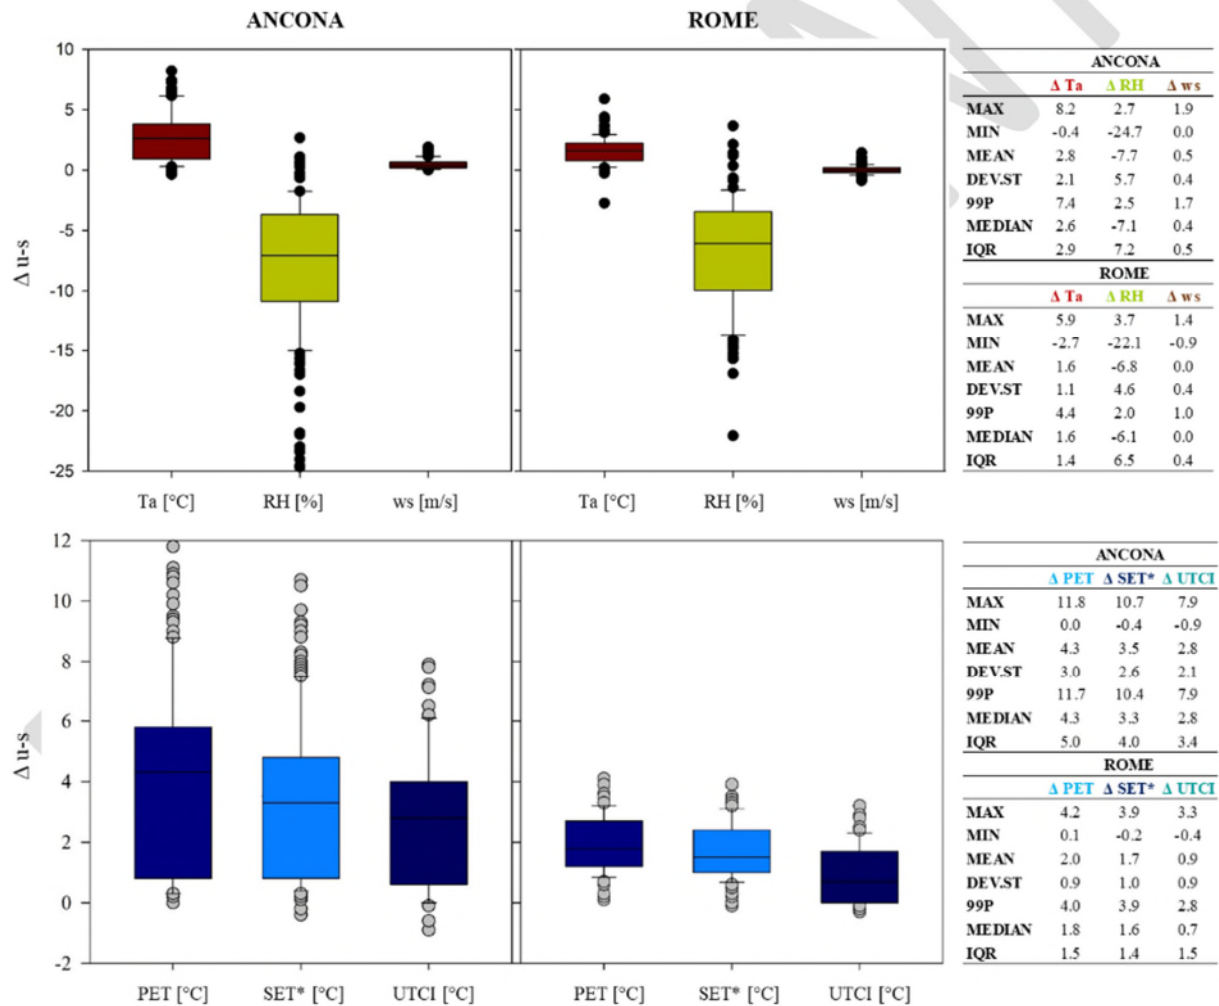 ANCONA
ROME
10
5
0
-5
-10
-15
-20
-25
Δ u-s
Ta [°C] RH [%] ws [m/s] Ta [°C] RH [%] ws [m/s]
ANCONA
Δ Ta Δ RH Δ ws
MAX 8.2 2.7 1.9
MIN -0.4 -24.7 0.0
MEAN 2.8 -7.7 0.5
DEV.ST 2.1 5.7 0.4
99P 7.4 2.5 1.7
MEDIAN 2.6 -7.1 0.4
IQR 2.9 7.2 0.5
ROME
Δ Ta Δ RH Δ ws
MAX 5.9 3.7 1.4
MIN -2.7 -22.1 -0.9
MEAN 1.6 -6.8 0.0
DEV.ST 1.1 4.6 0.4
99P 4.4 2.0 1.0
MEDIAN 1.6 -6.1 0.0
IQR 1.4 6.5 0.4
12
10
8
6
4
2
0
-2
Δ u-s
PET [°C] SET* [°C] UTCI [°C] PET [°C] SET* [°C] UTCI [°C]
ANCONA
Δ PET Δ SET* Δ UTCI
MAX 11.8 10.7 7.9
MIN 0.0 -0.4 -0.9
MEAN 4.3 3.5 2.8
DEV.ST 3.0 2.6 2.1
99P 11.7 10.4 7.9
MEDIAN 4.3 3.3 2.8
IQR 5.0 4.0 3.4
ROME
Δ PET Δ SET* Δ UTCI
MAX 4.2 3.9 3.3
MIN 0.1 -0.2 -0.4
MEAN 2.0 1.7 0.9
DEV.ST 0.9 1.0 0.9
99P 4.0 3.9 2.8
MEDIAN 1.8 1.6 0.7
IQR 1.5 1.4 1.5